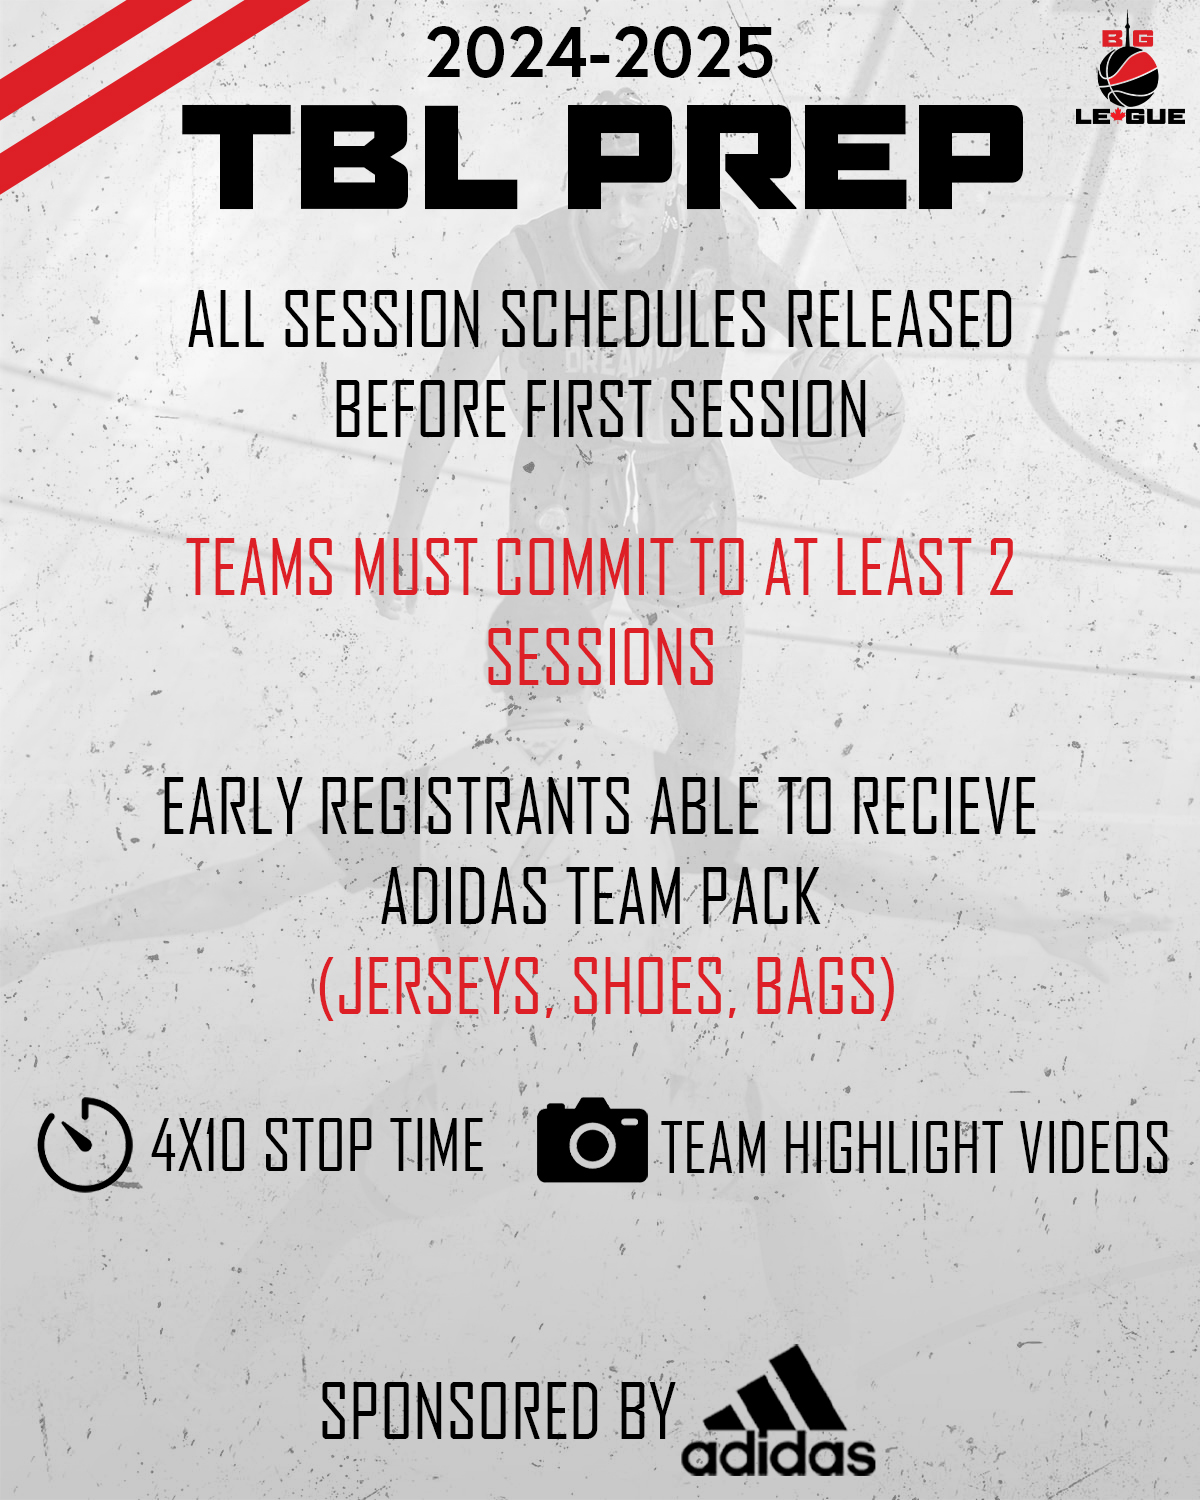 2024-2025
TBL PREP
BIG
LEAGUE
ALL SESSION SCHEDULES RELEASED
BEFORE FIRST SESSION
TEAMS MUST COMMIT TO AT LEAST 2
SESSIONS
EARLY REGISTRANTS ABLE TO RECIEVE
ADIDAS TEAM PACK
(JERSEYS, SHOES, BAGS)
4X10 STOP TIME
TEAM HIGHLIGHT VIDEOS
SPONSORED BY
adidas